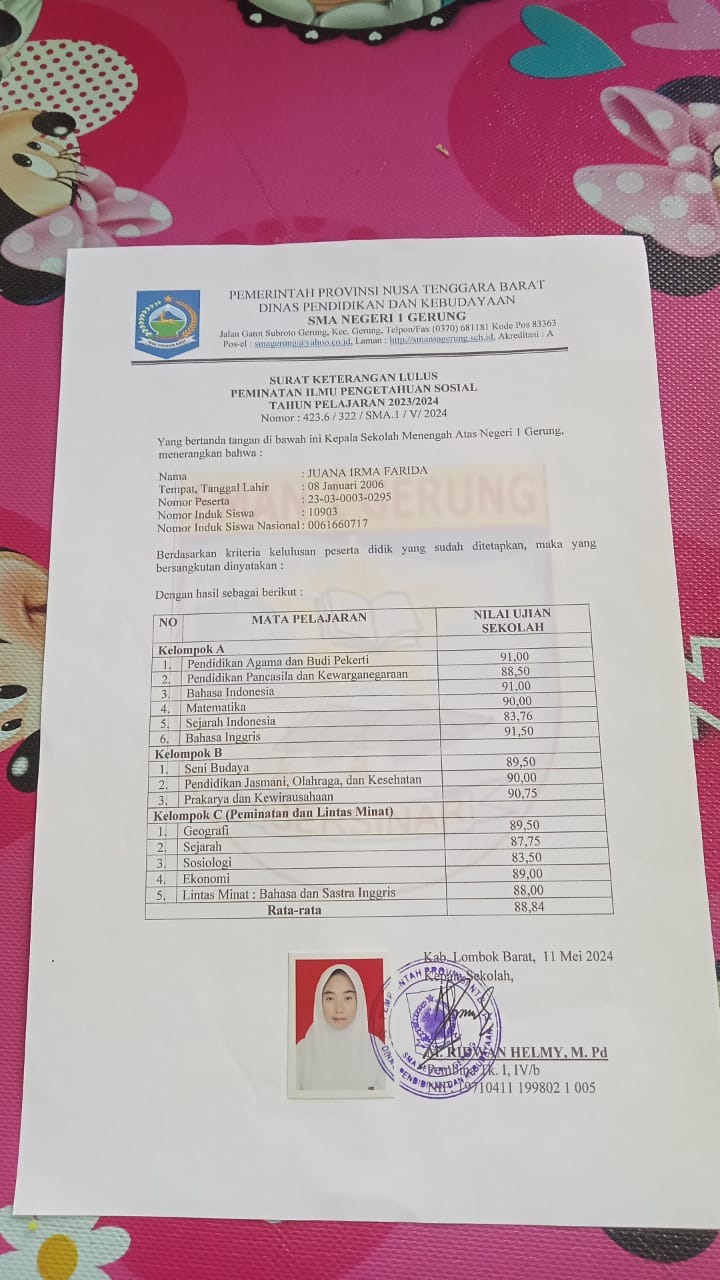 PEMERINTAH PROVINSI NUSA TENGGARA BARAT
DINAS PENDIDIKAN DAN KEBUDAYAAN
SMA NEGERI 1 GERUNG
Jalan Gatot Subroto Gerung, Kec. Gerung, Telpon/Fax (0370) 681181 Kode Pos 83363
Pos-el : smagerung@yahoo.co.id, Laman : http://smansagerung.sch.id, Akreditasi : A
SURAT KETERANGAN LULUS
PEMINATAN ILMU PENGETAHUAN SOSIAL
TAHUN PELAJARAN 2023/2024
Nomor : 423.6 / 322 / SMA.1 / V/ 2024
Yang bertanda tangan di bawah ini Kepala Sekolah Menengah Atas Negeri 1 Gerung,
menerangkan bahwa :
Nama : JUANA IRMA FARIDA
Tempat, Tanggal Lahir : 08 Januari 2006
Nomor Peserta : 23-03-0003-0295
Nomor Induk Siswa : 10903
Nomor Induk Siswa Nasional : 0061660717
Berdasarkan kriteria kelulusan peserta didik yang sudah ditetapkan, maka yang
bersangkutan dinyatakan :
Dengan hasil sebagai berikut :
NO MATA PELAJARAN NILAI UJIAN
SEKOLAH
Kelompok A
1. Pendidikan Agama dan Budi Pekerti 91,00
2. Pendidikan Pancasila dan Kewarganegaraan 88,50
3. Bahasa Indonesia 91,00
4. Matematika 90,00
5. Sejarah Indonesia 83,76
6. Bahasa Inggris 91,50
Kelompok B
1. Seni Budaya 89,50
2. Pendidikan Jasmani, Olahraga, dan Kesehatan 90,00
3. Prakarya dan Kewirausahaan 90,75
Kelompok C (Peminatan dan Lintas Minat)
1. Geografi 89,50
2. Sejarah 87,75
3. Sosiologi 83,50
4. Ekonomi 89,00
5. Lintas Minat : Bahasa dan Sastra Inggris 88,00
Rata-rata 88,84
Kab. Lombok Barat, 11 Mei 2024
Kepala Sekolah,
RIDWAN HELMY, M. Pd
Pembina Tk. I, IV/b
NIP. 19710411 199802 1 005